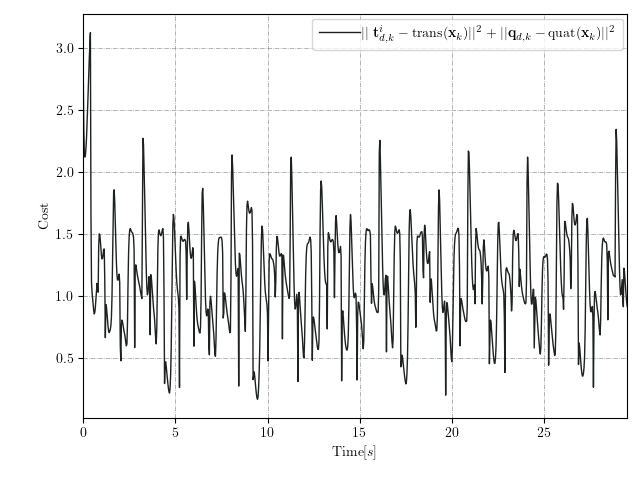 || t^i_{d,k} − trans(x_k)||² + ||q_{d,k} − quat(x_k)||²
3.0
2.5
2.0
1.5
1.0
0.5
Cost
0 5 10 15 20 25
Time[s]